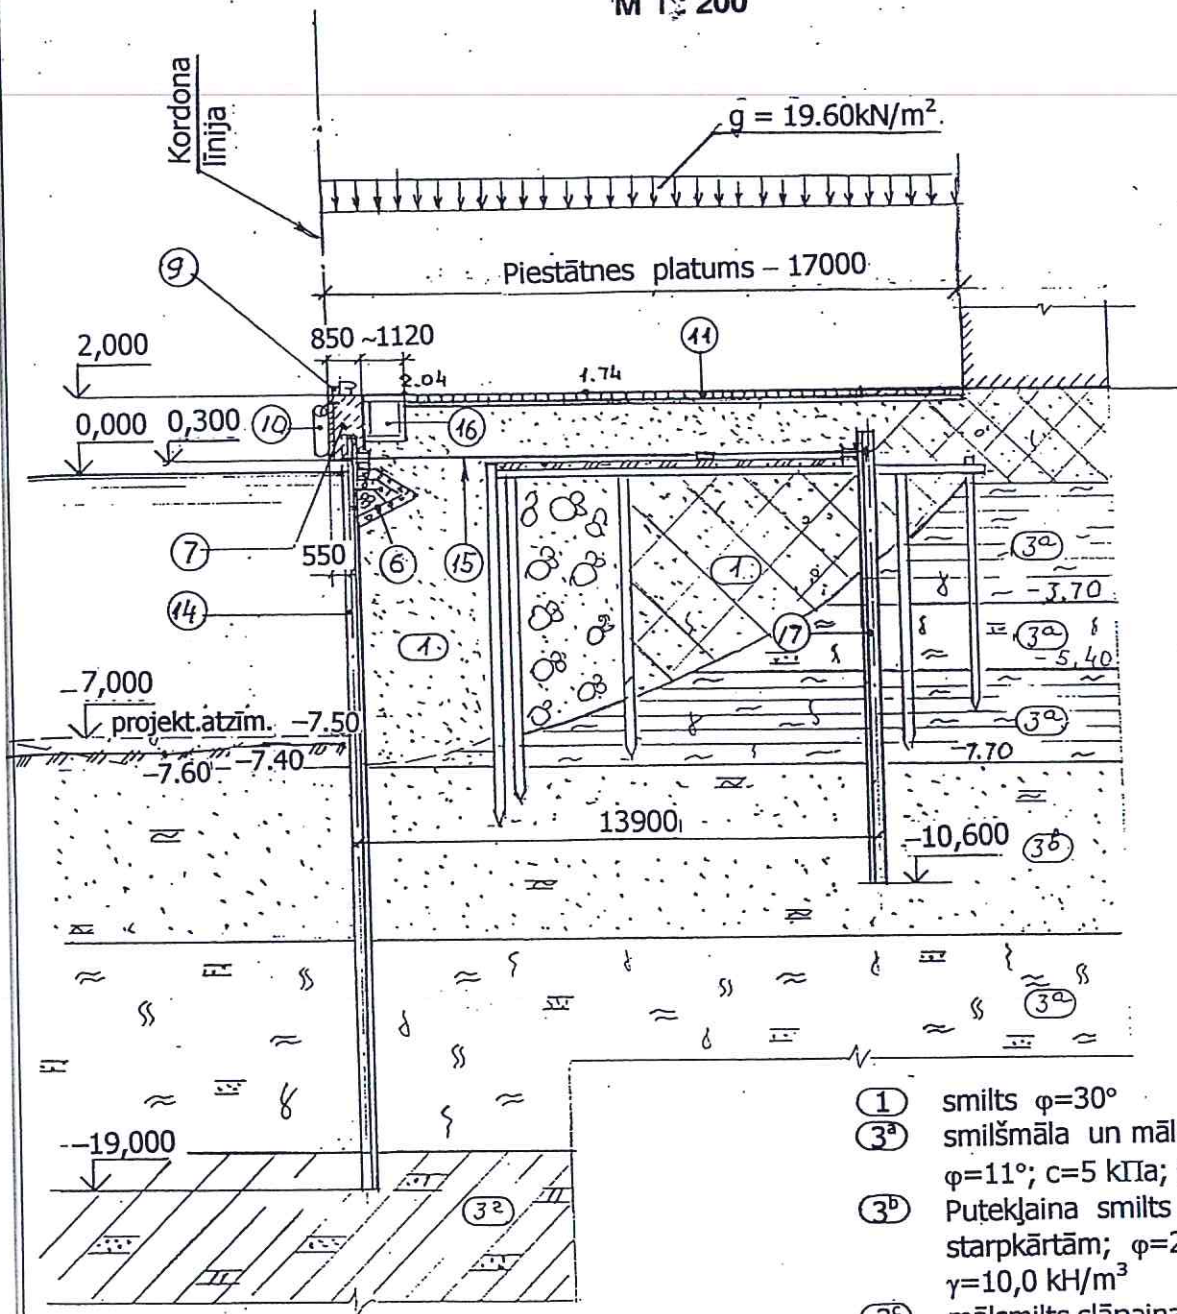 M 1 : 200
Kordona
līnija
g = 19.60kN/m².
Piestātnes platums – 17000
9
2,000
850 ~1120
11
2.04
1.74
0,000
0,300
10
16
7
550
6
15
1
3ª
-3.70
14
1
17
3ª
-5,40
–7,000
projekt.atzīm.
–7.50
3ª
–7.60
–7.40
-7.70
13900
–10,600
3ᵇ
3ª
–19,000
1 smilts φ=30°
3ª smilšmāla un māl
φ=11°; c=5 kПa;
3ᵇ Putekļaina smilts
starpkārtām; φ=2
γ=10,0 kH/m³